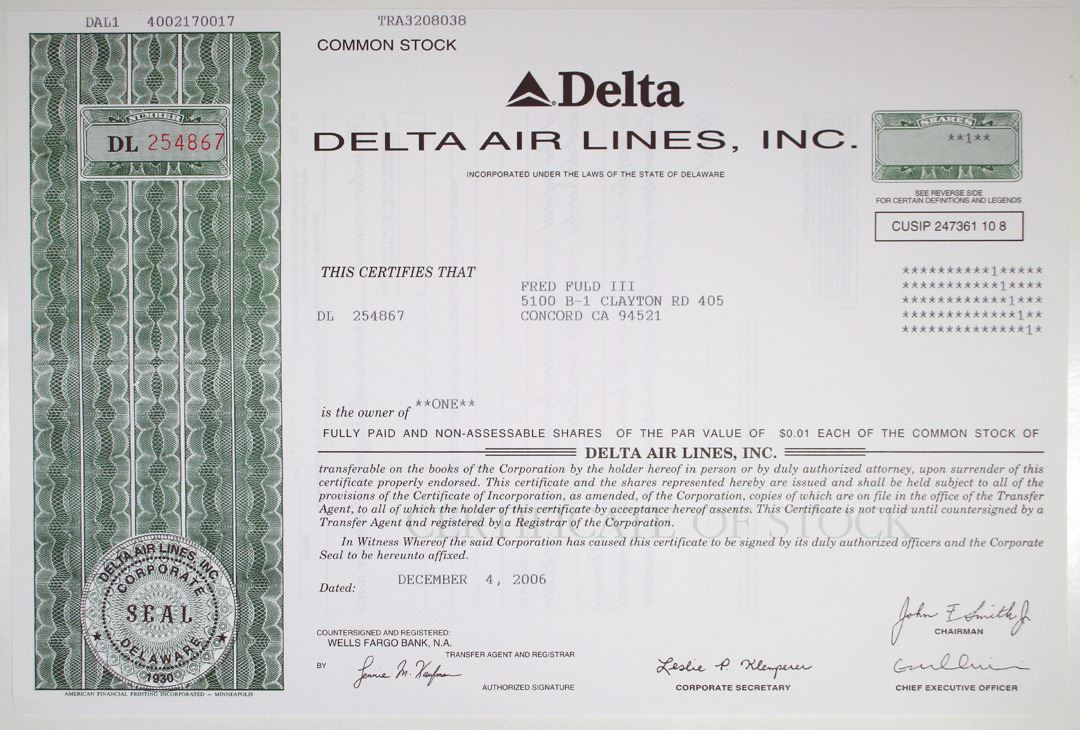 DAL1 4002170017 TRA3208038
COMMON STOCK
Delta
NUMBER
DL 254867
DELTA AIR LINES, INC.
INCORPORATED UNDER THE LAWS OF THE STATE OF DELAWARE
SHARES
**1**
SEE REVERSE SIDE
FOR CERTAIN DEFINITIONS AND LEGENDS
CUSIP 247361 10 8
THIS CERTIFIES THAT
FRED FULD III
5100 B-1 CLAYTON RD 405
DL 254867 CONCORD CA 94521
**********1*****
***********1****
************1***
*************1**
**************1*
is the owner of **ONE**
FULLY PAID AND NON-ASSESSABLE SHARES OF THE PAR VALUE OF $0.01 EACH OF THE COMMON STOCK OF
DELTA AIR LINES, INC.
transferable on the books of the Corporation by the holder hereof in person or by duly authorized attorney, upon surrender of this
certificate properly endorsed. This certificate and the shares represented hereby are issued and shall be held subject to all of the
provisions of the Certificate of Incorporation, as amended, of the Corporation, copies of which are on file in the office of the Transfer
Agent, to all of which the holder of this certificate by acceptance hereof assents. This Certificate is not valid until countersigned by a
Transfer Agent and registered by a Registrar of the Corporation.
CERTIFICATE OF STOCK
In Witness Whereof the said Corporation has caused this certificate to be signed by its duly authorized officers and the Corporate
Seal to be hereunto affixed.
Dated: DECEMBER 4, 2006
DELTA AIR LINES, INC.
CORPORATE
SEAL
DELAWARE
1930
COUNTERSIGNED AND REGISTERED:
WELLS FARGO BANK, N.A.
TRANSFER AGENT AND REGISTRAR
BY
AUTHORIZED SIGNATURE
Leslie P Klemperer
CORPORATE SECRETARY
John F Smith Jr
CHAIRMAN
CHIEF EXECUTIVE OFFICER
AMERICAN FINANCIAL PRINTING INCORPORATED – MINNEAPOLIS